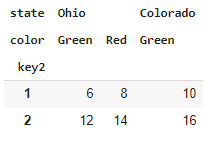 state Ohio Colorado
color Green Red Green
key2
1 6 8 10
2 12 14 16